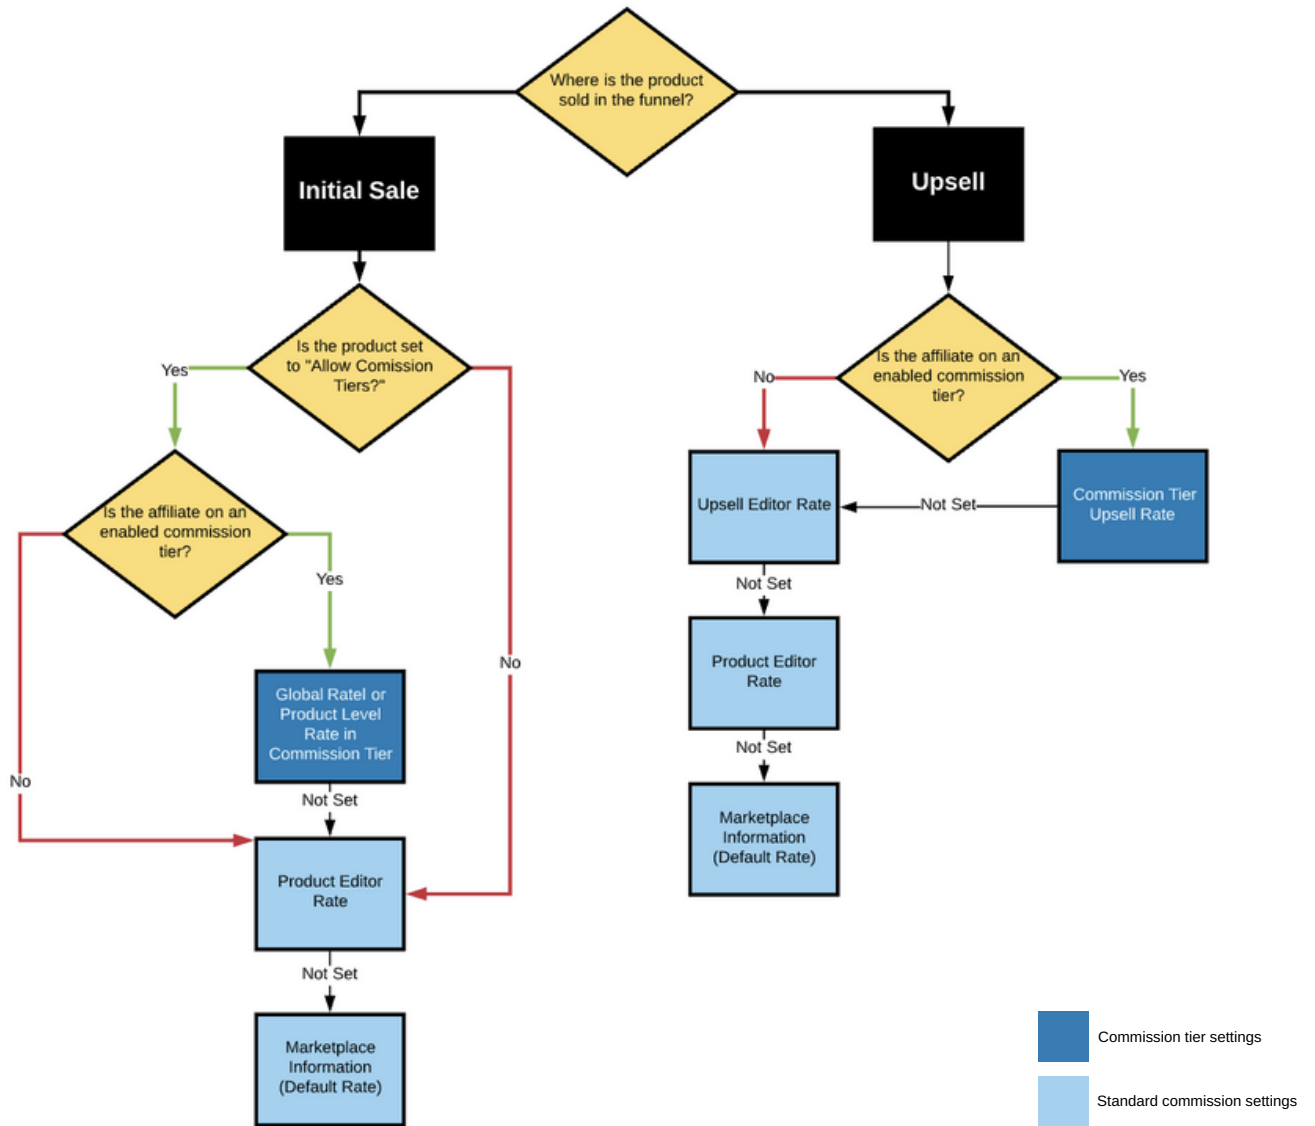 Where is the product
sold in the funnel?
Initial Sale
Upsell
Is the product set
to "Allow Comission
Tiers?"
Yes
No
Is the affiliate on an
enabled commission
tier?
No
Yes
Is the affiliate on an
enabled commission
tier?
No
Yes
Upsell Editor Rate
Not Set
Commission Tier
Upsell Rate
Not Set
Product Editor
Rate
Not Set
Marketplace
Information
(Default Rate)
Global Ratel or
Product Level
Rate in
Commission Tier
Not Set
Product Editor
Rate
Not Set
Marketplace
Information
(Default Rate)
Commission tier settings
Standard commission settings